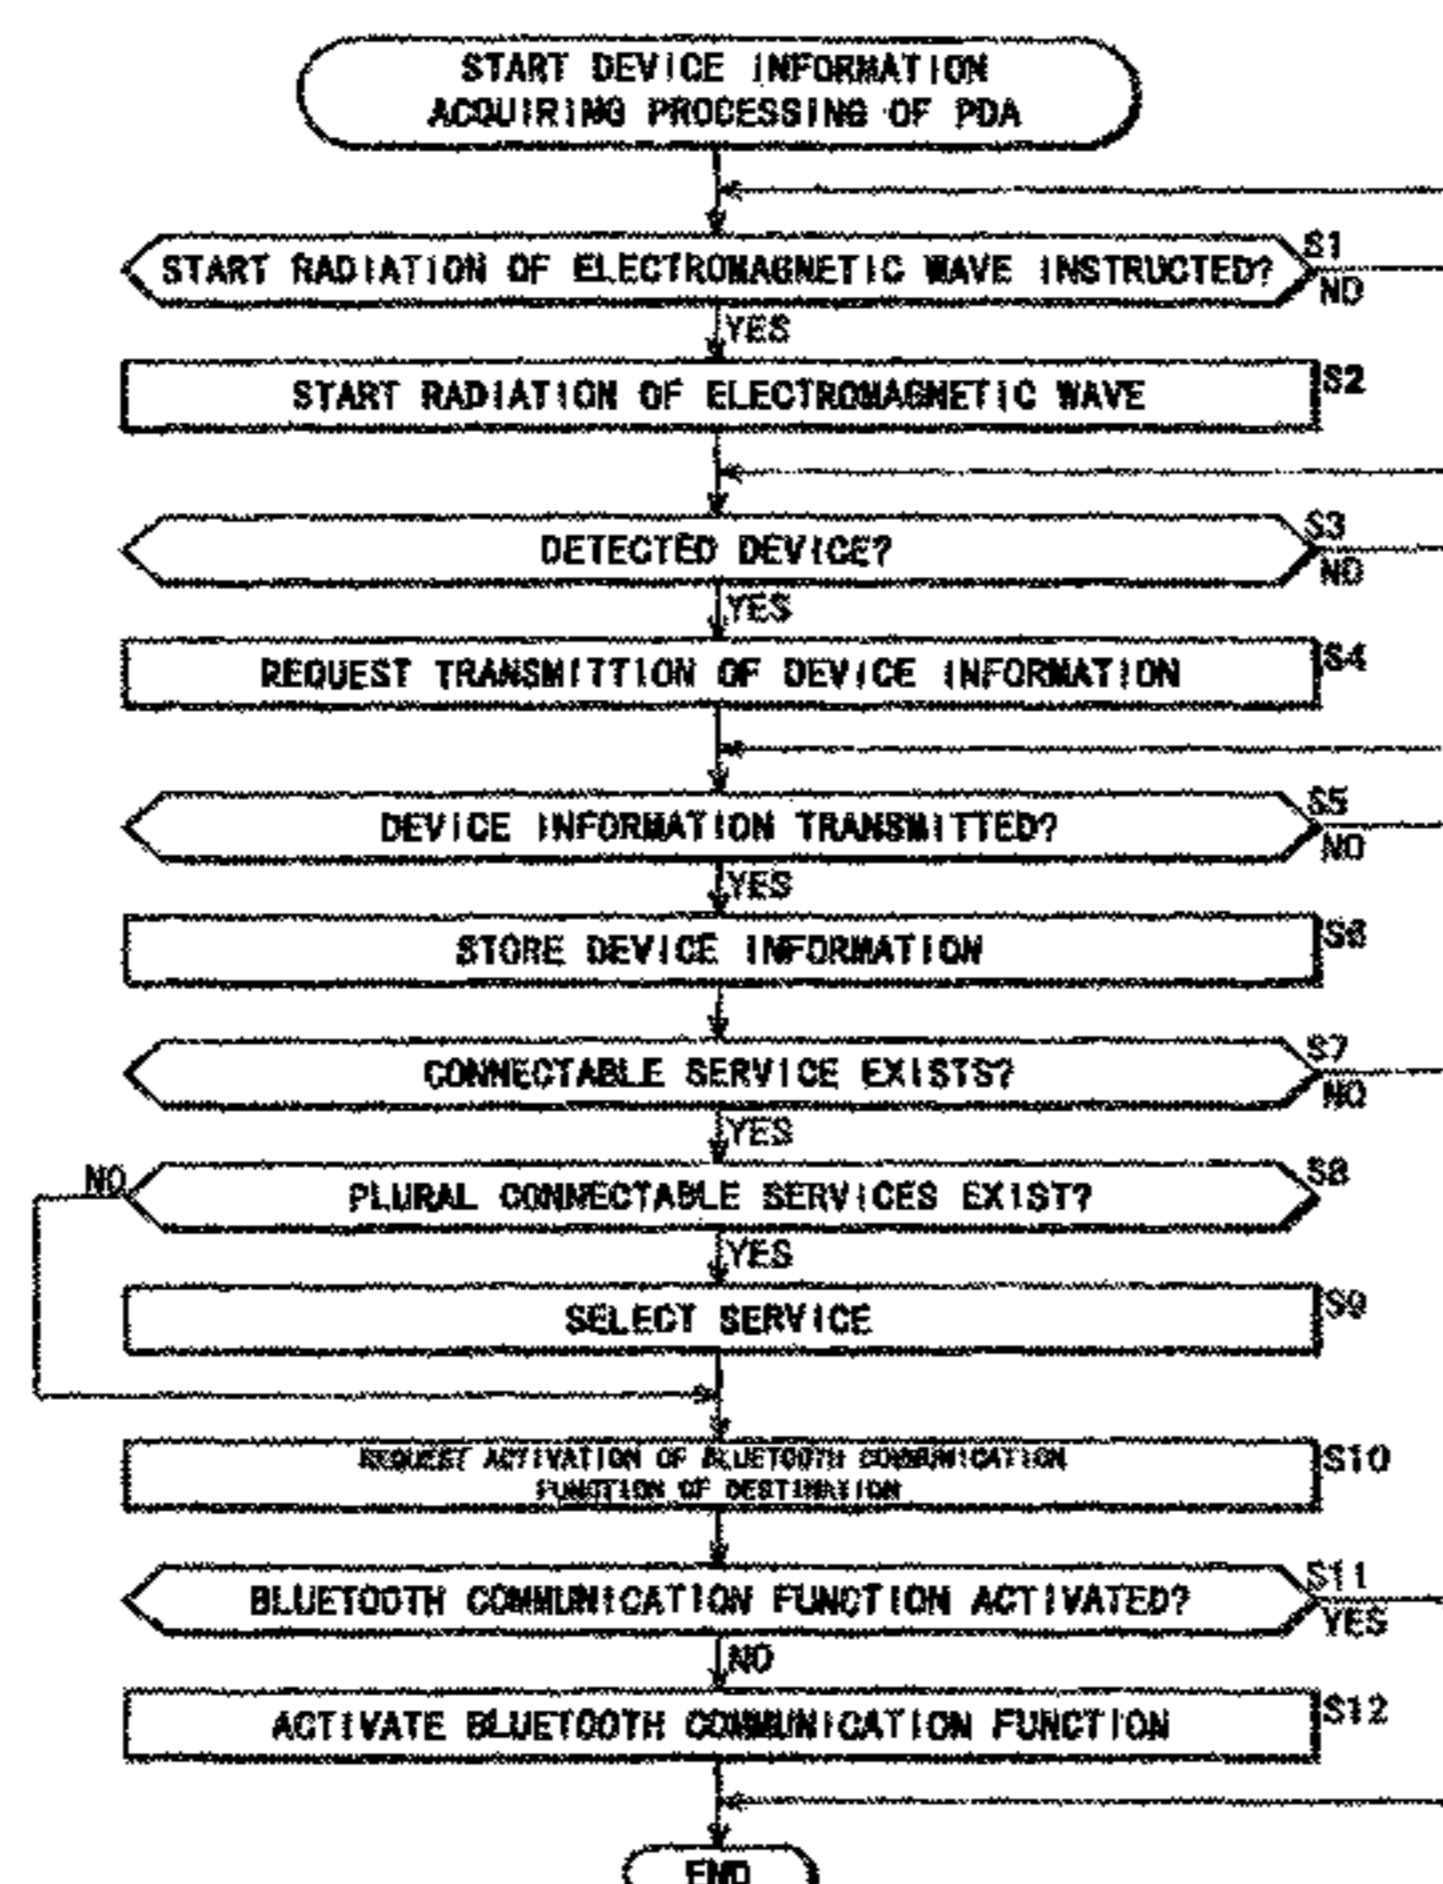 START DEVICE INFORMATION
ACQUIRING PROCESSING OF PDA
S1
START RADIATION OF ELECTROMAGNETIC WAVE INSTRUCTED?
NO
YES
S2
START RADIATION OF ELECTROMAGNETIC WAVE
S3
DETECTED DEVICE?
NO
YES
S4
REQUEST TRANSMITTION OF DEVICE INFORMATION
S5
DEVICE INFORMATION TRANSMITTED?
NO
YES
S6
STORE DEVICE INFORMATION
S7
CONNECTABLE SERVICE EXISTS?
NO
YES
NO
S8
PLURAL CONNECTABLE SERVICES EXIST?
YES
S9
SELECT SERVICE
S10
REQUEST ACTIVATION OF BLUETOOTH COMMUNICATION
FUNCTION OF DESTINATION
S11
BLUETOOTH COMMUNICATION FUNCTION ACTIVATED?
YES
NO
S12
ACTIVATE BLUETOOTH COMMUNICATION FUNCTION
END